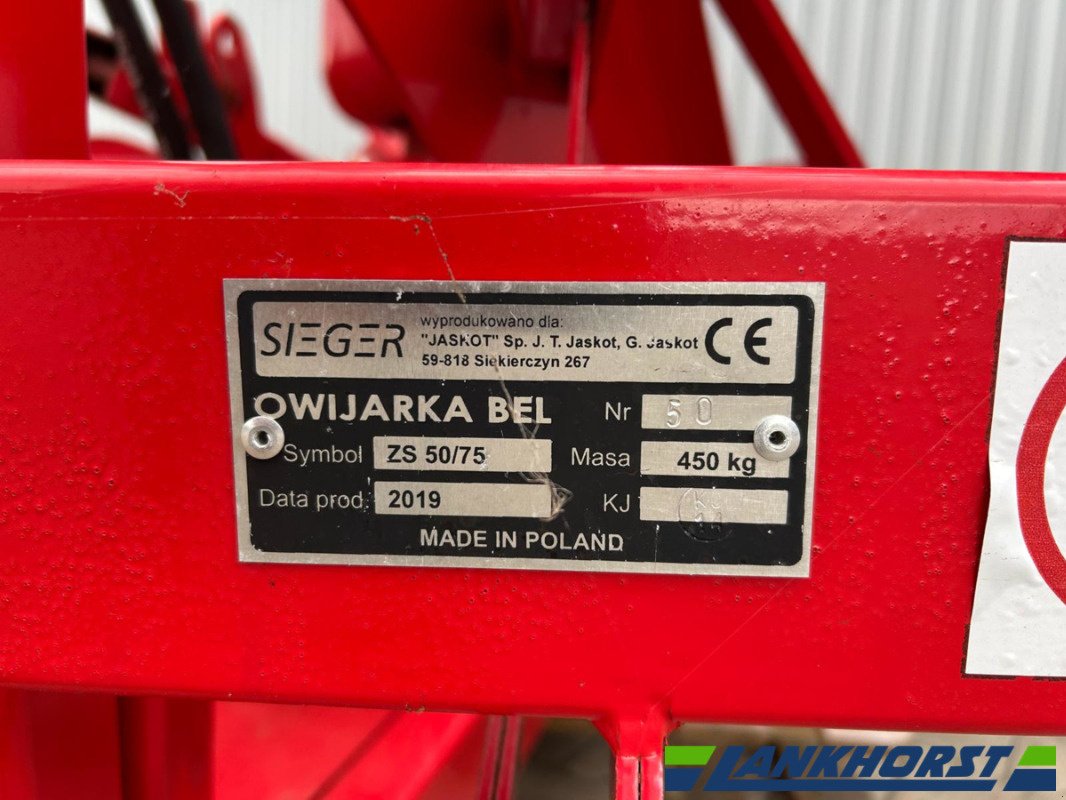 SIEGER
wyprodukowano dla:
"JASKOT" Sp. J. T. Jaskot, G. Jaskot
59-818 Siekierczyn 267
CE
OWIJARKA BEL
Nr 50
Symbol ZS 50/75
Masa 450 kg
Data prod. 2019
KJ
MADE IN POLAND
LANKHORST